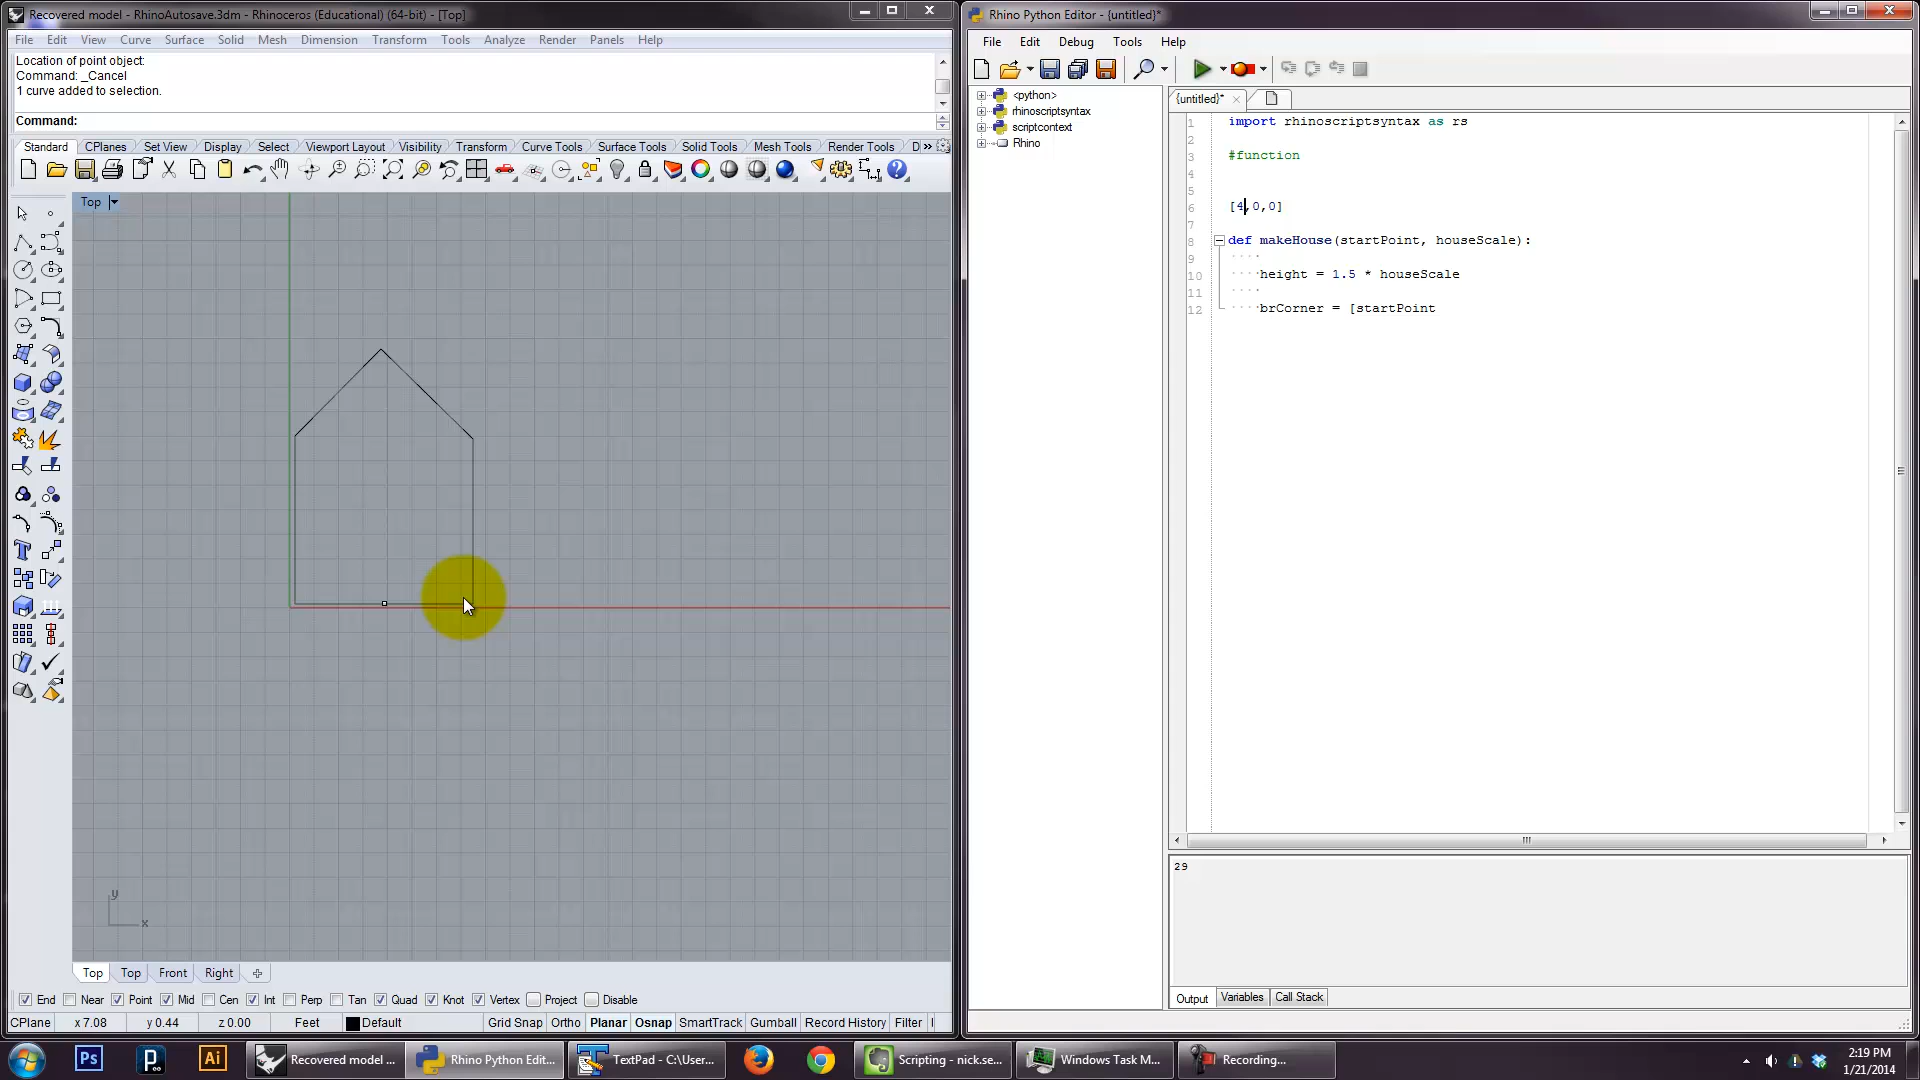 Recovered model - RhinoAutosave.3dm - Rhinoceros (Educational) (64-bit) - [Top]
File Edit View Curve Surface Solid Mesh Dimension Transform Tools Analyze Render Panels Help
Location of point object:
Command: _Cancel
1 curve added to selection.
Command:
Standard CPlanes Set View Display Select Viewport Layout Visibility Transform Curve Tools Surface Tools Solid Tools Mesh Tools Render Tools D »
Top
y
x
Top Top Front Right
End Near Point Mid Cen Int Perp Tan Quad Knot Vertex Project Disable
CPlane x 7.08 y 0.44 z 0.00 Feet Default Grid Snap Ortho Planar Osnap SmartTrack Gumball Record History Filter
Rhino Python Editor - {untitled}*
File Edit Debug Tools Help
<python>
rhinoscriptsyntax
scriptcontext
Rhino
{untitled}*
1 import rhinoscriptsyntax as rs
2
3 #function
4
5
6 [4,0,0]
7
8 def makeHouse(startPoint, houseScale):
9
10 height = 1.5 * houseScale
11
12 brCorner = [startPoint
29
Output Variables Call Stack
Ps p Ai Recovered model ... Rhino Python Edit... TextPad - C:\User... Scripting - nick.se... Windows Task M... Recording...
2:19 PM
1/21/2014